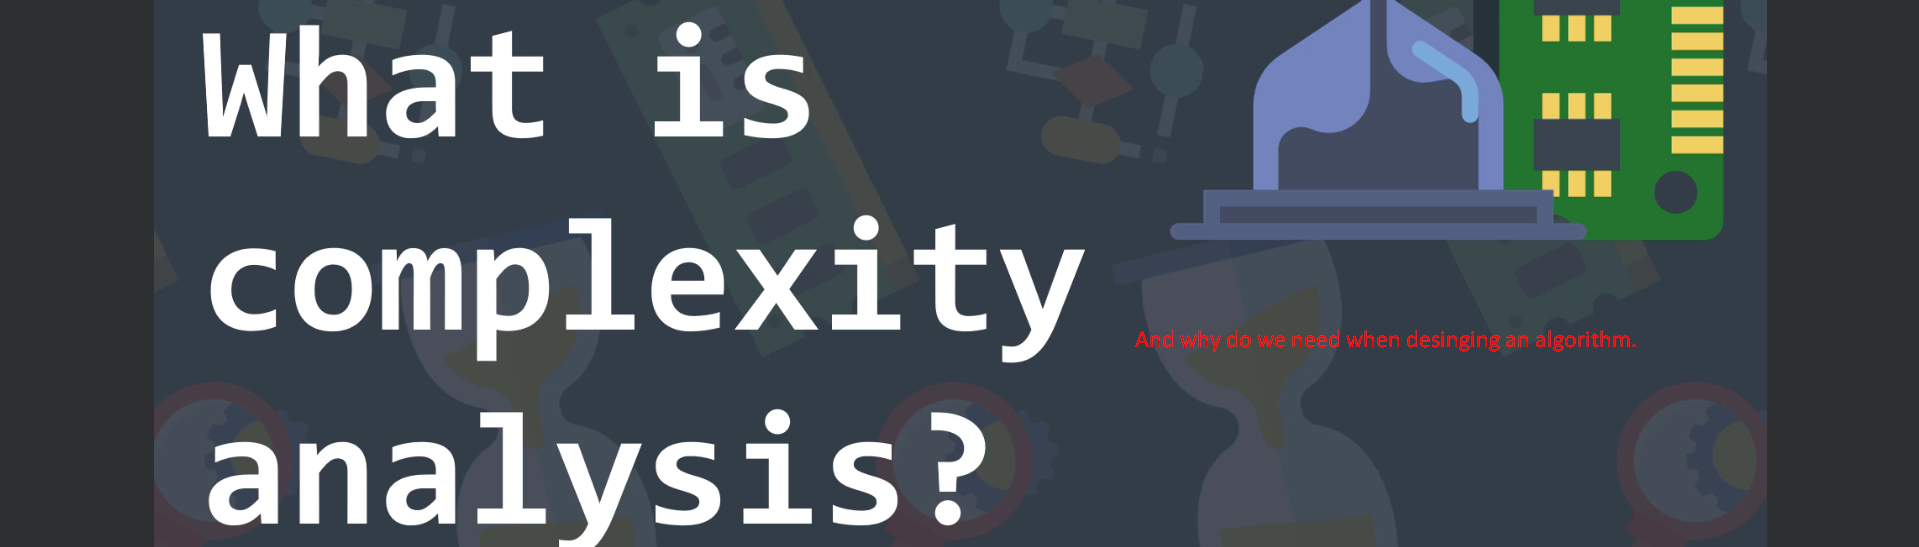 What is
complexity
And why do we need when desinging an algorithm.
analysis?